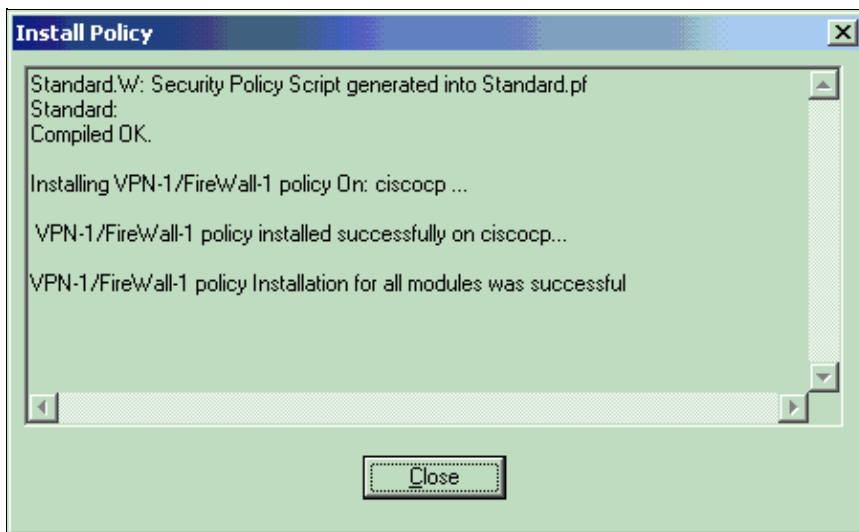 Install Policy
Standard.W: Security Policy Script generated into Standard.pf
Standard:
Compiled OK.
Installing VPN-1/FireWall-1 policy On: ciscocp ...
VPN-1/FireWall-1 policy installed successfully on ciscocp...
VPN-1/FireWall-1 policy Installation for all modules was successful
Close